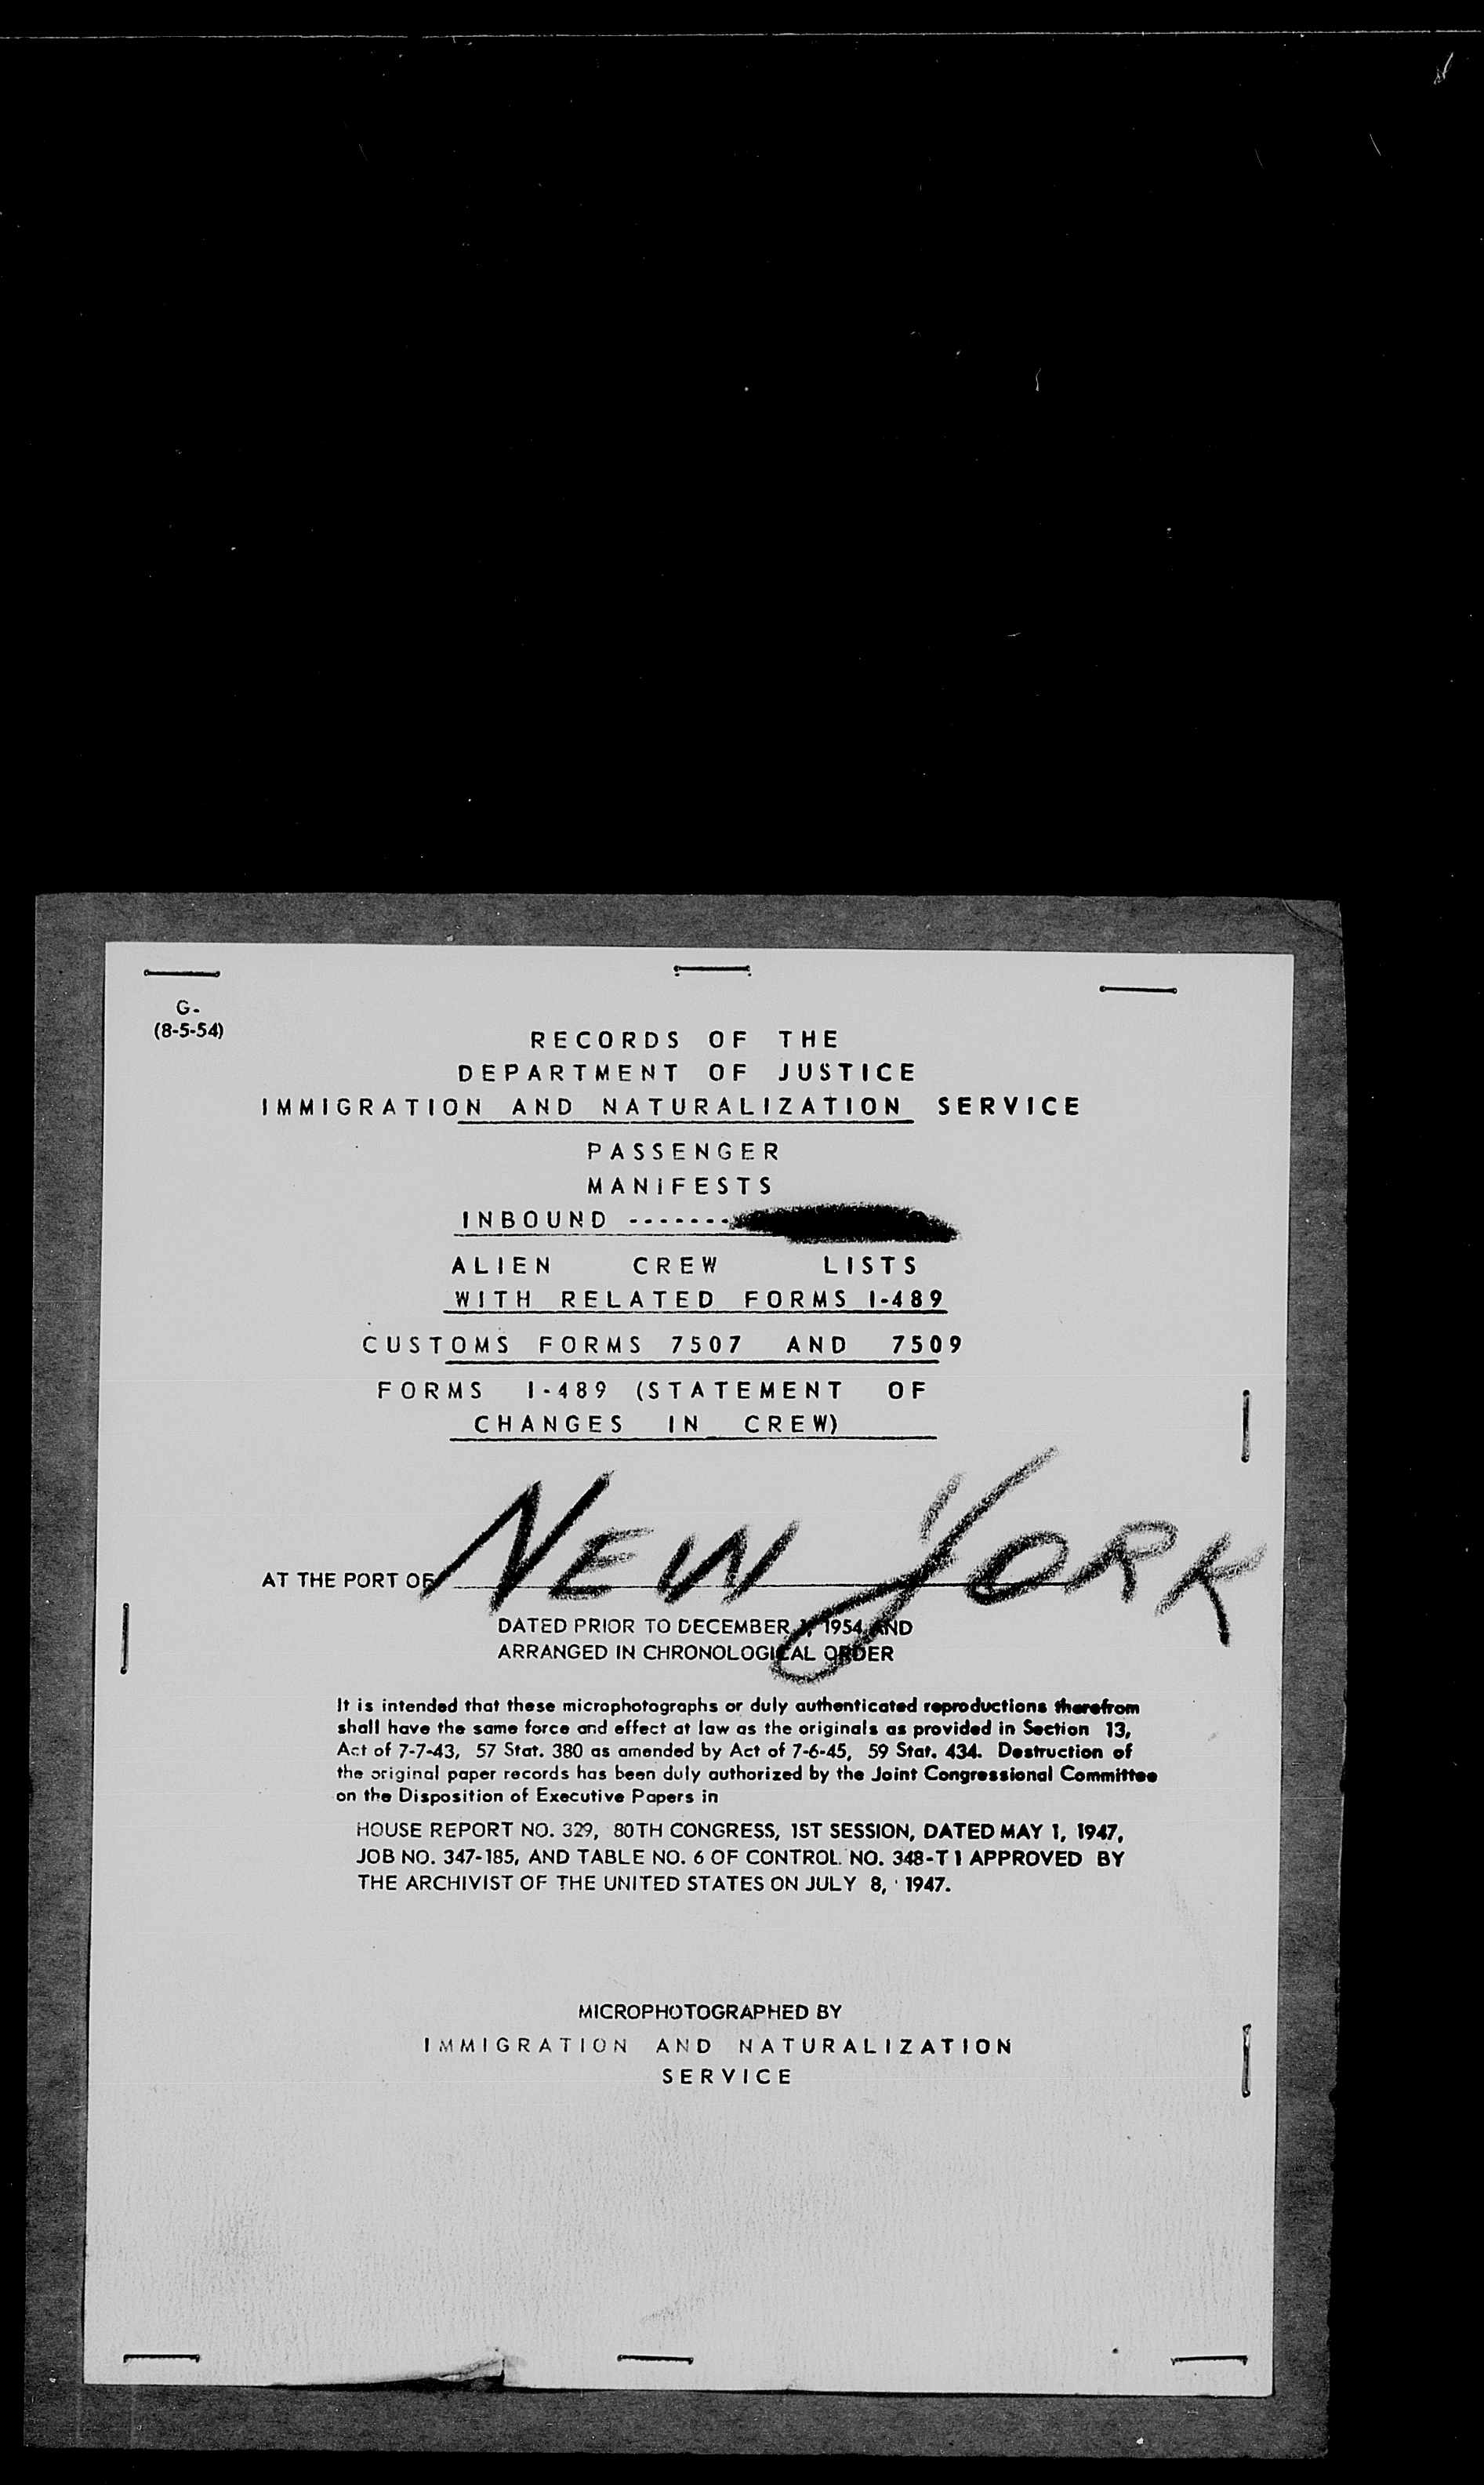 G-
(8-5-54)
RECORDS OF THE
DEPARTMENT OF JUSTICE
IMMIGRATION AND NATURALIZATION SERVICE
PASSENGER
MANIFESTS
INBOUND -------
ALIEN CREW LISTS
WITH RELATED FORMS I-489
CUSTOMS FORMS 7507 AND 7509
FORMS I-489 (STATEMENT OF
CHANGES IN CREW)
AT THE PORT OF NEW YORK
DATED PRIOR TO DECEMBER 1, 1954 AND
ARRANGED IN CHRONOLOGICAL ORDER
It is intended that these microphotographs or duly authenticated reproductions therefrom
shall have the same force and effect at law as the originals as provided in Section 13,
Act of 7-7-43, 57 Stat. 380 as amended by Act of 7-6-45, 59 Stat. 434. Destruction of
the original paper records has been duly authorized by the Joint Congressional Committee
on the Disposition of Executive Papers in
HOUSE REPORT NO. 329, 80TH CONGRESS, 1ST SESSION, DATED MAY 1, 1947,
JOB NO. 347-185, AND TABLE NO. 6 OF CONTROL NO. 348-T1 APPROVED BY
THE ARCHIVIST OF THE UNITED STATES ON JULY 8, 1947.
MICROPHOTOGRAPHED BY
IMMIGRATION AND NATURALIZATION
SERVICE